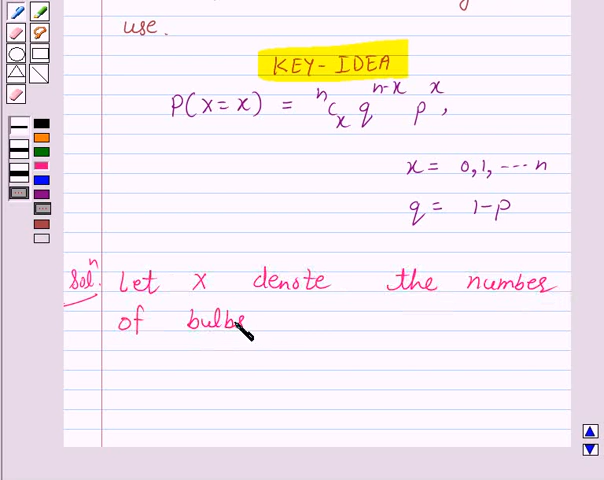 use.
KEY-IDEA
P(X=x) = ⁿCₓ qⁿ⁻ˣ pˣ,
x = 0,1, ---- n
q = 1-p
Solⁿ. Let X denote the number
of bulbs